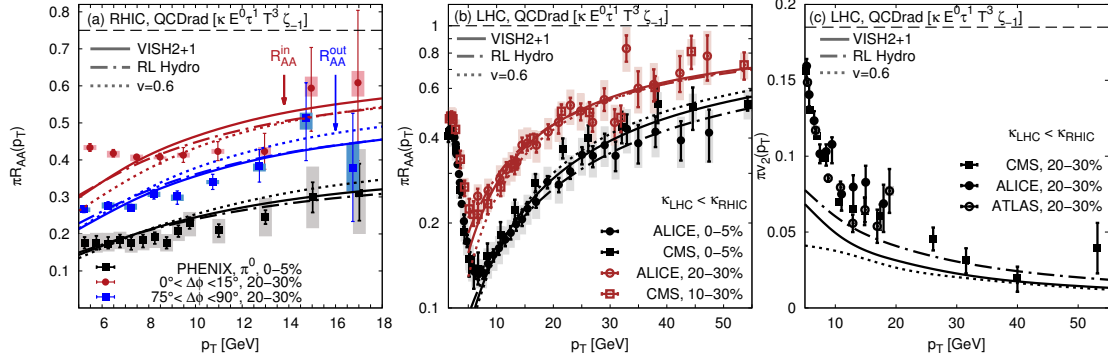 (a) RHIC, QCDrad [κ E⁰τ¹ T³ ζ₋₁]
VISH2+1
RL Hydro
v=0.6
R_AA^in
R_AA^out
πR_AA(p_T)
0.8
0.7
0.6
0.5
0.4
0.3
0.2
0.1
PHENIX, π⁰, 0–5%
0°< Δϕ <15°, 20–30%
75°< Δϕ <90°, 20–30%
6 8 10 12 14 16 18
p_T [GeV]
(b) LHC, QCDrad [κ E⁰τ¹ T³ ζ₋₁]
VISH2+1
RL Hydro
v=0.6
πR_AA(p_T)
1
0.4
0.2
0.1
κ_LHC < κ_RHIC
ALICE, 0–5%
CMS, 0–5%
ALICE, 20–30%
CMS, 10–30%
10 20 30 40 50
p_T [GeV]
(c) LHC, QCDrad [κ E⁰τ¹ T³ ζ₋₁]
VISH2+1
RL Hydro
v=0.6
πv₂(p_T)
0.2
0.15
0.1
0.05
0
κ_LHC < κ_RHIC
CMS, 20–30%
ALICE, 20–30%
ATLAS, 20–30%
10 20 30 40 50
p_T [GeV]